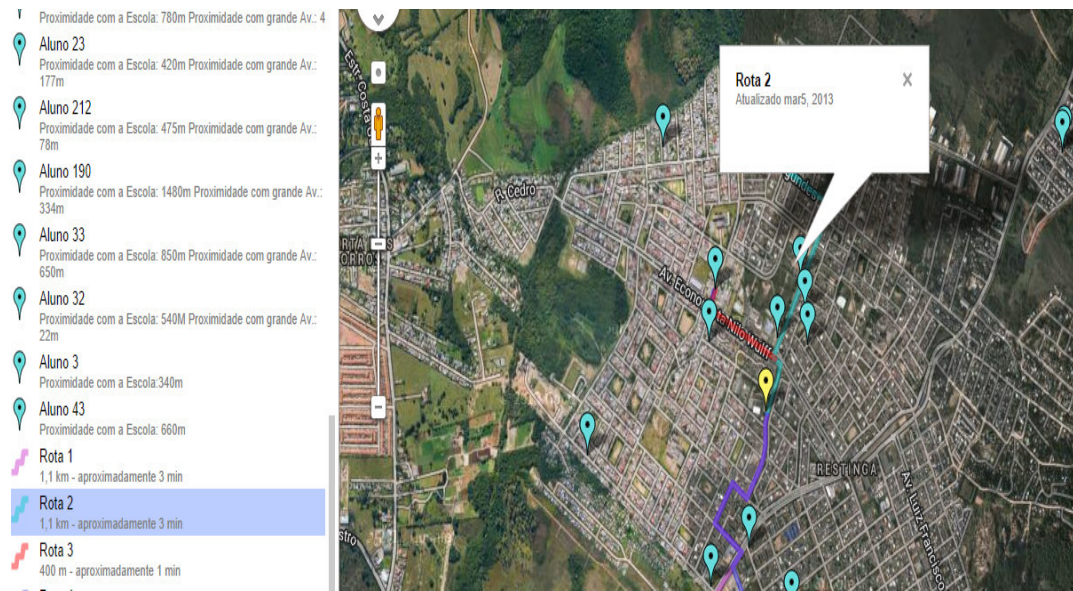 Proximidade com a Escola: 780m Proximidade com grande Av.: 4
Aluno 23
Proximidade com a Escola: 420m Proximidade com grande Av.:
177m
Aluno 212
Proximidade com a Escola: 475m Proximidade com grande Av.:
78m
Aluno 190
Proximidade com a Escola: 1480m Proximidade com grande Av.:
334m
Aluno 33
Proximidade com a Escola: 850m Proximidade com grande Av.:
650m
Aluno 32
Proximidade com a Escola: 540M Proximidade com grande Av.:
22m
Aluno 3
Proximidade com a Escola:340m
Aluno 43
Proximidade com a Escola: 660m
Rota 1
1,1 km - aproximadamente 3 min
Rota 2
1,1 km - aproximadamente 3 min
Rota 3
400 m - aproximadamente 1 min
Rota 2
Atualizado mar5, 2013
Estr. Costa
R. Cedro
Av. Econo
ta Nilo Wulff
RESTINGA
Av. Luiz Francisco